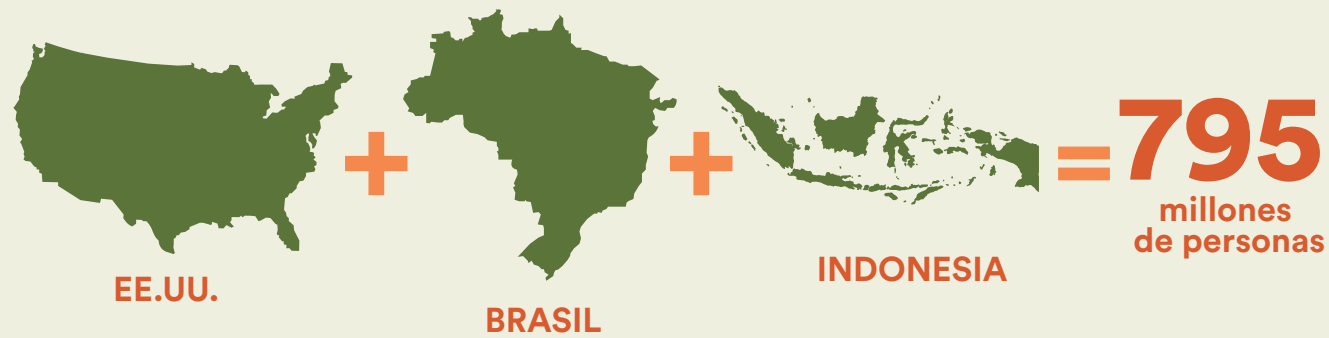 EE.UU.
+
BRASIL
+
INDONESIA
=
795
millones
de personas